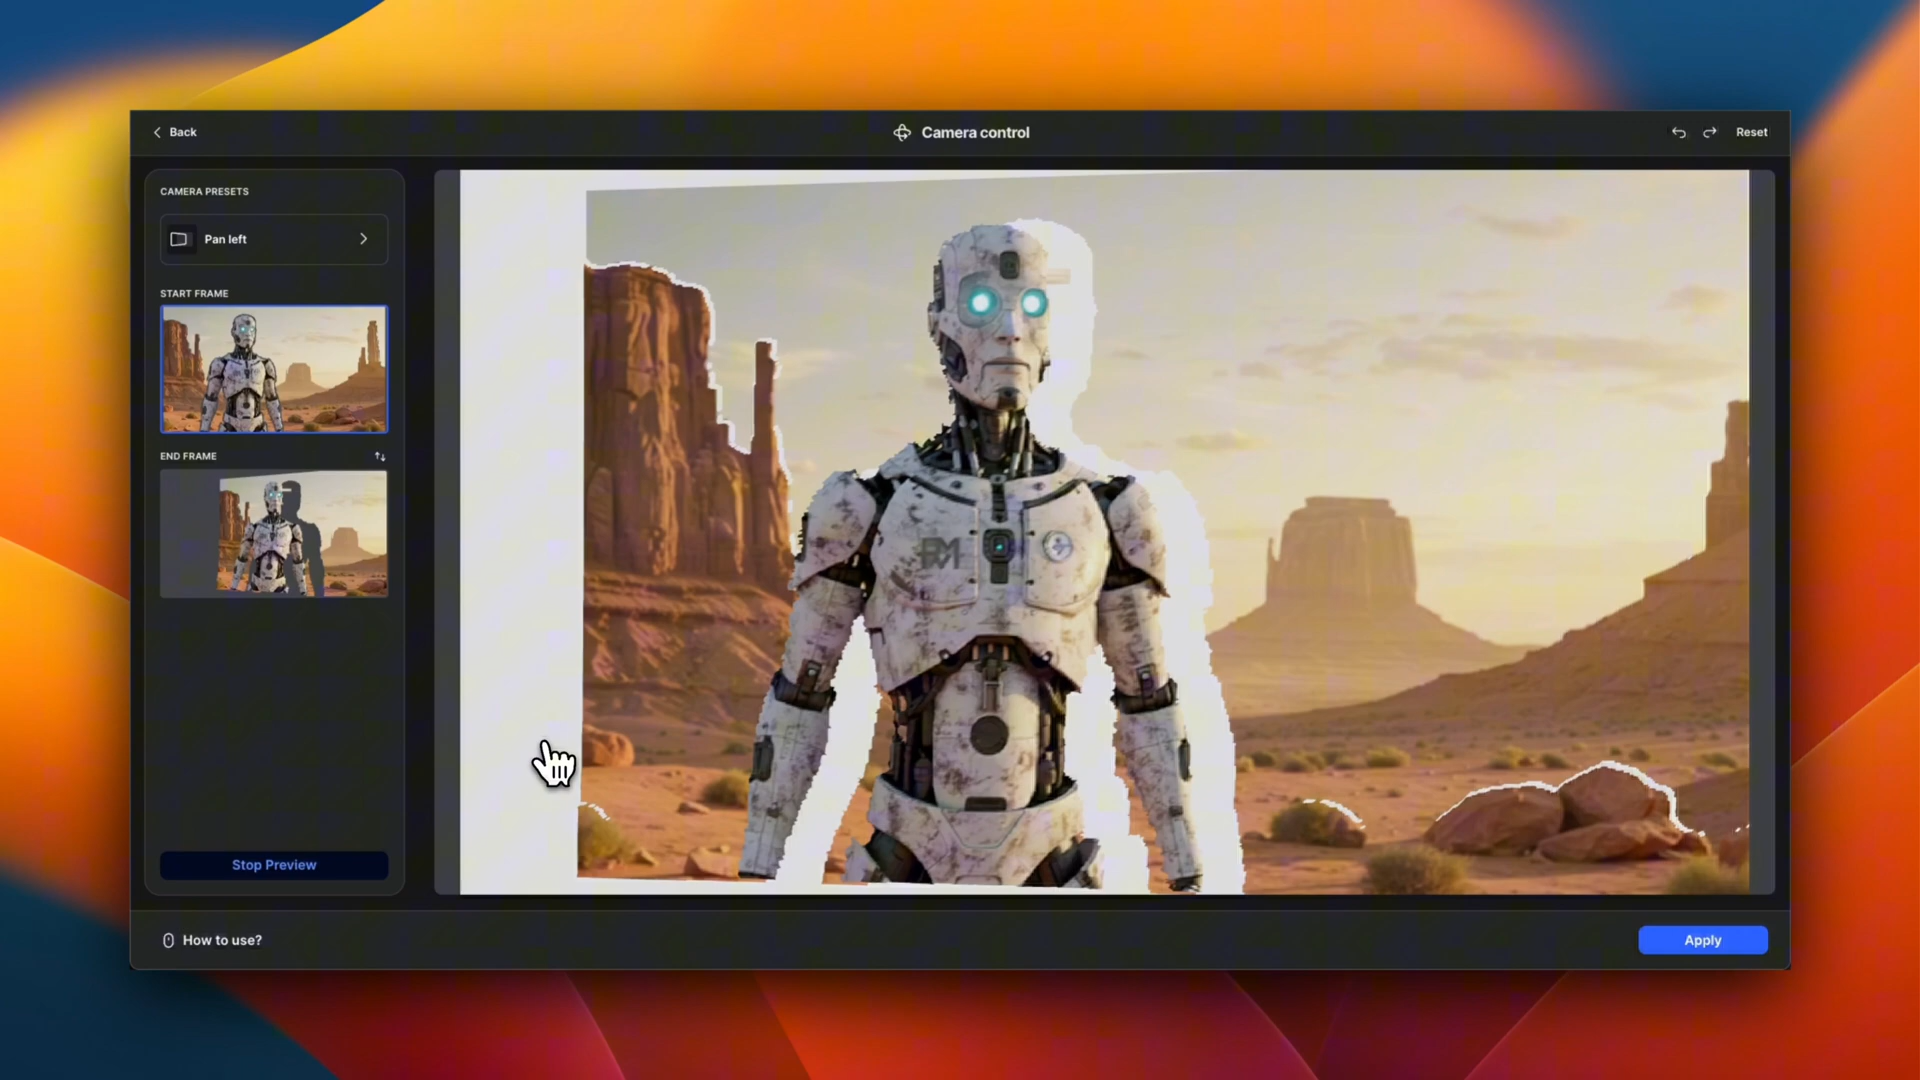 Back
Camera control
Reset
CAMERA PRESETS
Pan left
START FRAME
END FRAME
Stop Preview
How to use?
Apply